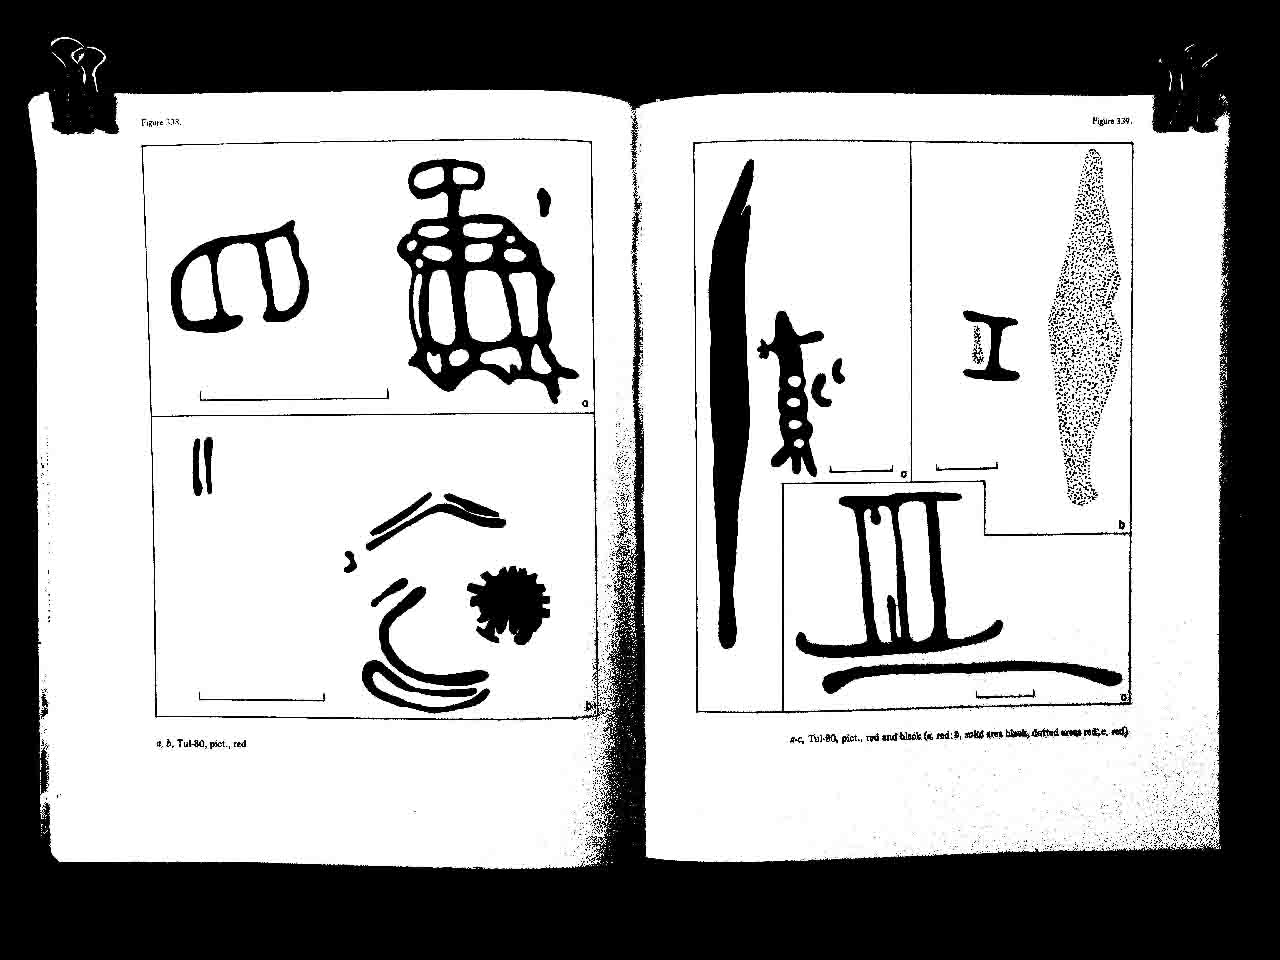 Figure 338.
a
b
a, b, Tul-80, pict., red
Figure 339.
a
b
c
a-c, Tul-80, pict., red and black (a, red; b, solid area black, dotted areas red; c, red)